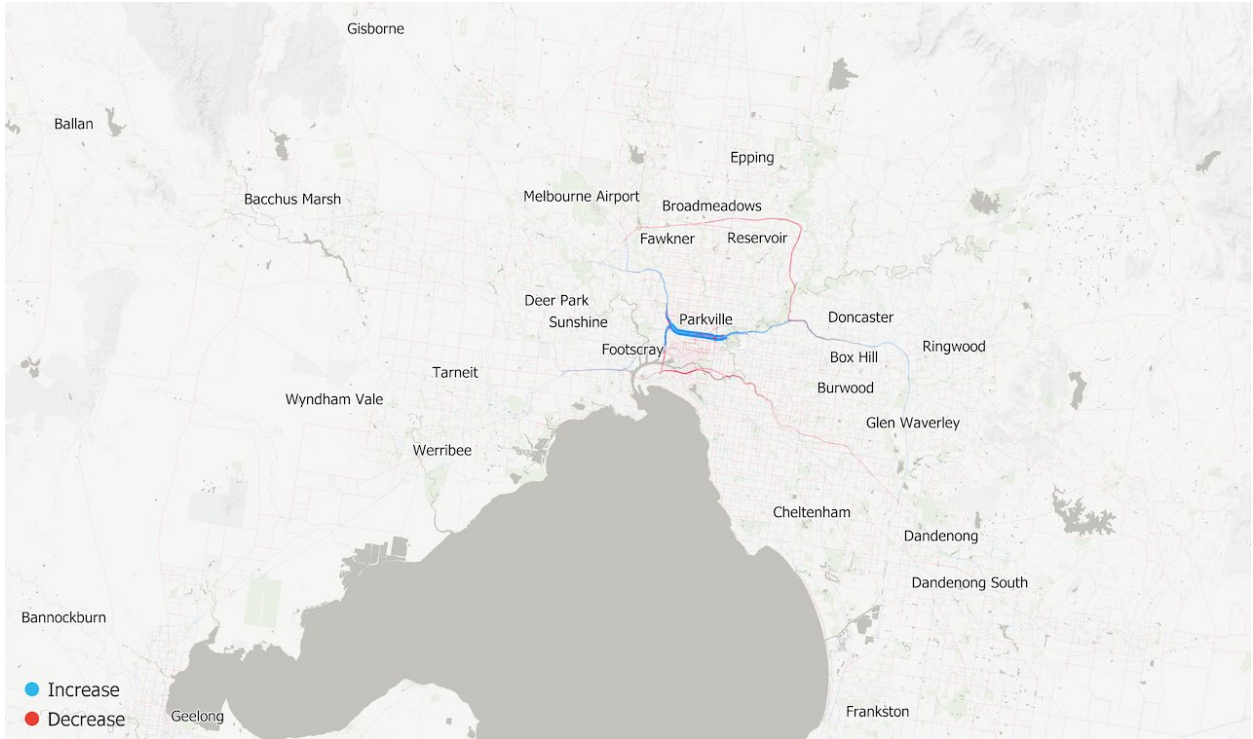 Gisborne
Ballan
Epping
Bacchus Marsh
Melbourne Airport
Broadmeadows
Fawkner
Reservoir
Deer Park
Sunshine
Parkville
Doncaster
Footscray
Box Hill
Ringwood
Tarneit
Burwood
Wyndham Vale
Glen Waverley
Werribee
Cheltenham
Dandenong
Dandenong South
Bannockburn
Increase
Decrease
Geelong
Frankston